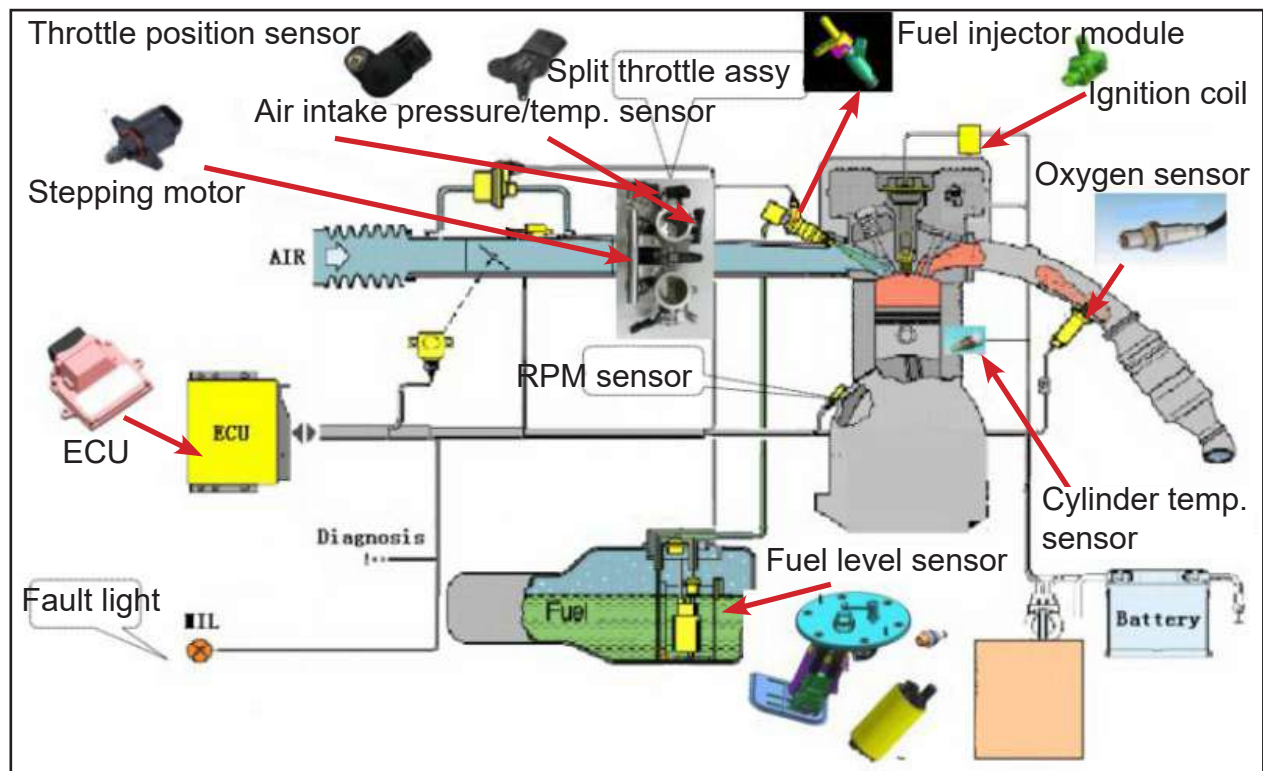 Throttle position sensor
Fuel injector module
Split throttle assy
Ignition coil
Air intake pressure/temp. sensor
Stepping motor
Oxygen sensor
AIR
RPM sensor
ECU
ECU
Cylinder temp.
sensor
Diagnosis
Fuel level sensor
Fault light
MIL
Fuel
Battery